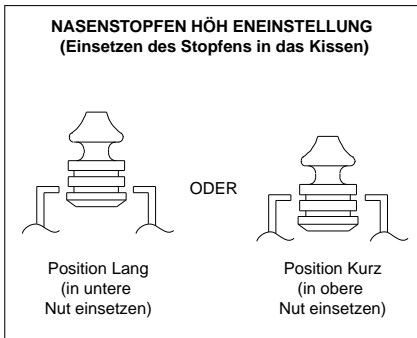 NASENSTOPFEN HÖH ENEINSTELLUNG
(Einsetzen des Stopfens in das Kissen)
ODER
Position Lang
(in untere
Nut einsetzen)
Position Kurz
(in obere
Nut einsetzen)